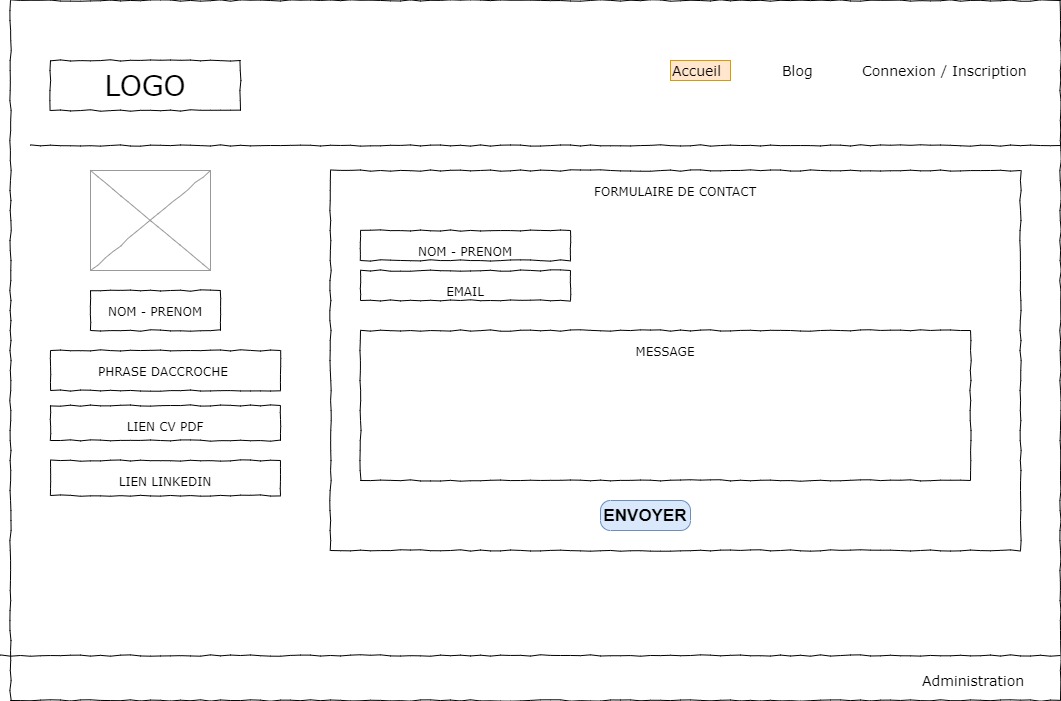 LOGO
Accueil
Blog
Connexion / Inscription
NOM - PRENOM
PHRASE DACCROCHE
LIEN CV PDF
LIEN LINKEDIN
FORMULAIRE DE CONTACT
NOM - PRENOM
EMAIL
MESSAGE
ENVOYER
Administration